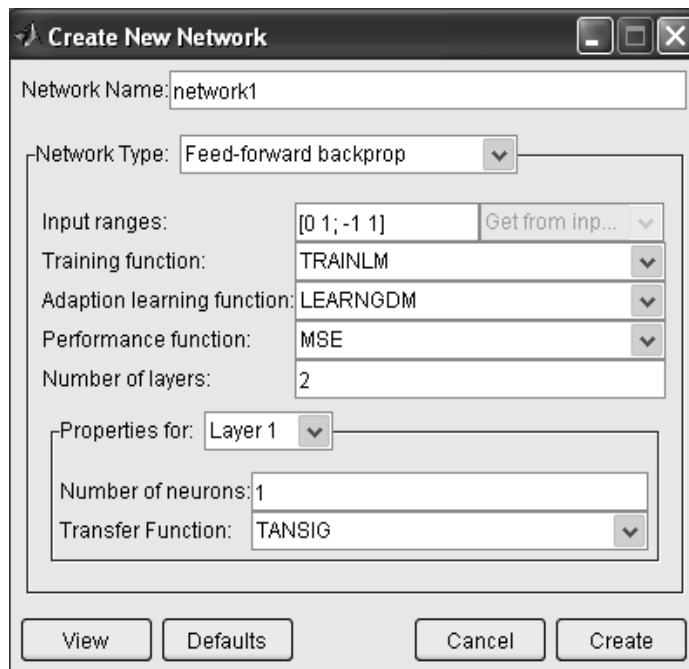 Create New Network
Network Name: network1
Network Type: Feed-forward backprop
Input ranges: [0 1; -1 1] Get from inp...
Training function: TRAINLM
Adaption learning function: LEARNGDM
Performance function: MSE
Number of layers: 2
Properties for: Layer 1
Number of neurons: 1
Transfer Function: TANSIG
View Defaults Cancel Create